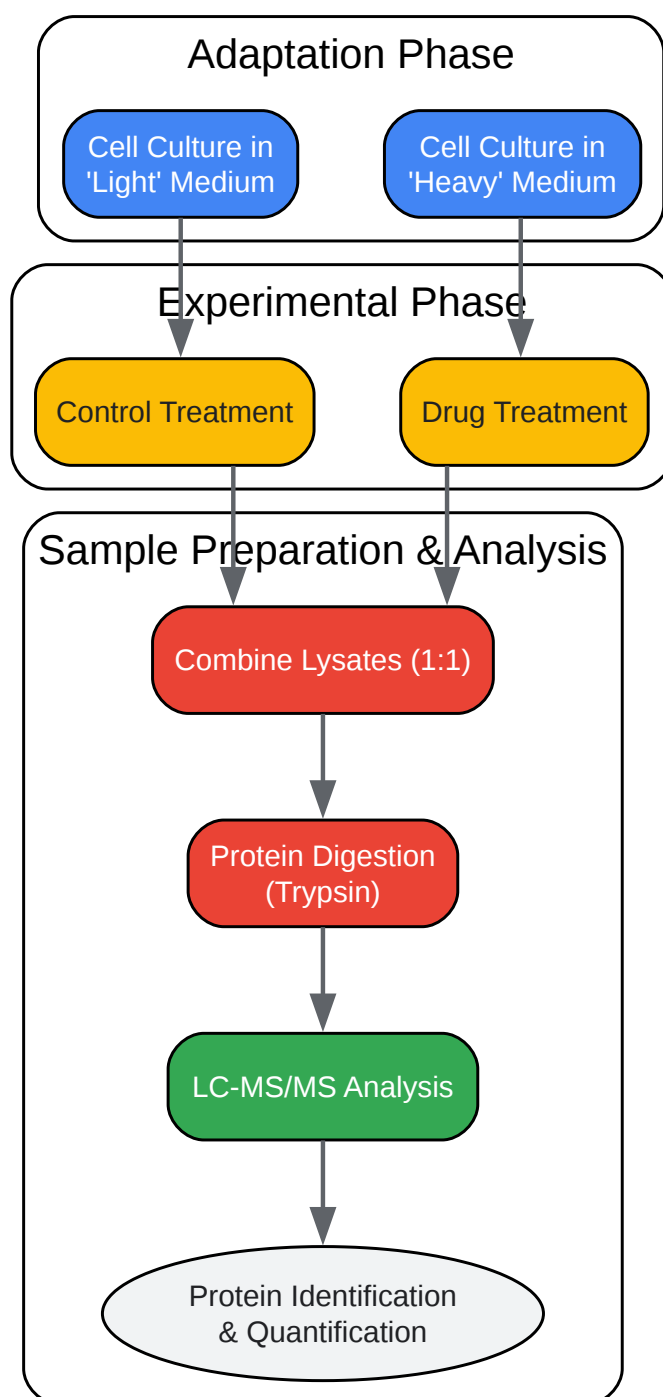 Adaptation Phase
Cell Culture in
'Light' Medium
Cell Culture in
'Heavy' Medium
Experimental Phase
Control Treatment
Drug Treatment
Sample Preparation & Analysis
Combine Lysates (1:1)
Protein Digestion
(Trypsin)
LC-MS/MS Analysis
Protein Identification
& Quantification